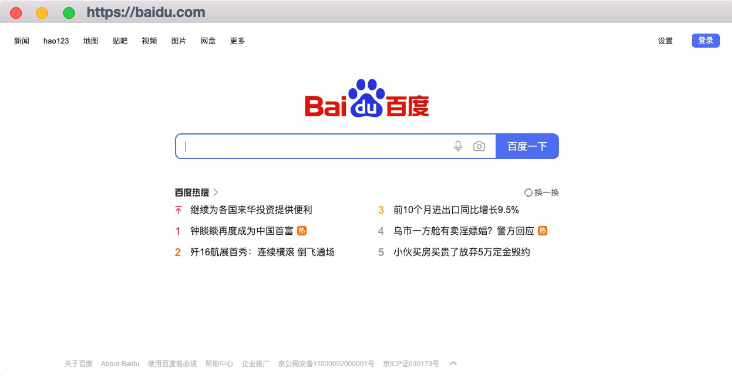 https://baidu.com
新闻 hao123 地图 贴吧 视频 图片 网盘 更多 设置 登录
Baidu百度
百度一下
百度热搜 换一换
继续为各国来华投资提供便利
1 钟睒睒再度成为中国首富 热
2 歼16航展首秀：连续横滚 倒飞通场
3 前10个月进出口同比增长9.5%
4 乌市一方舱有卖淫嫖娼？警方回应 热
5 小伙买房买贵了放弃5万定金毁约
关于百度 About Baidu 使用百度前必读 帮助中心 企业推广 京公网安备11000002000001号 京ICP证030173号